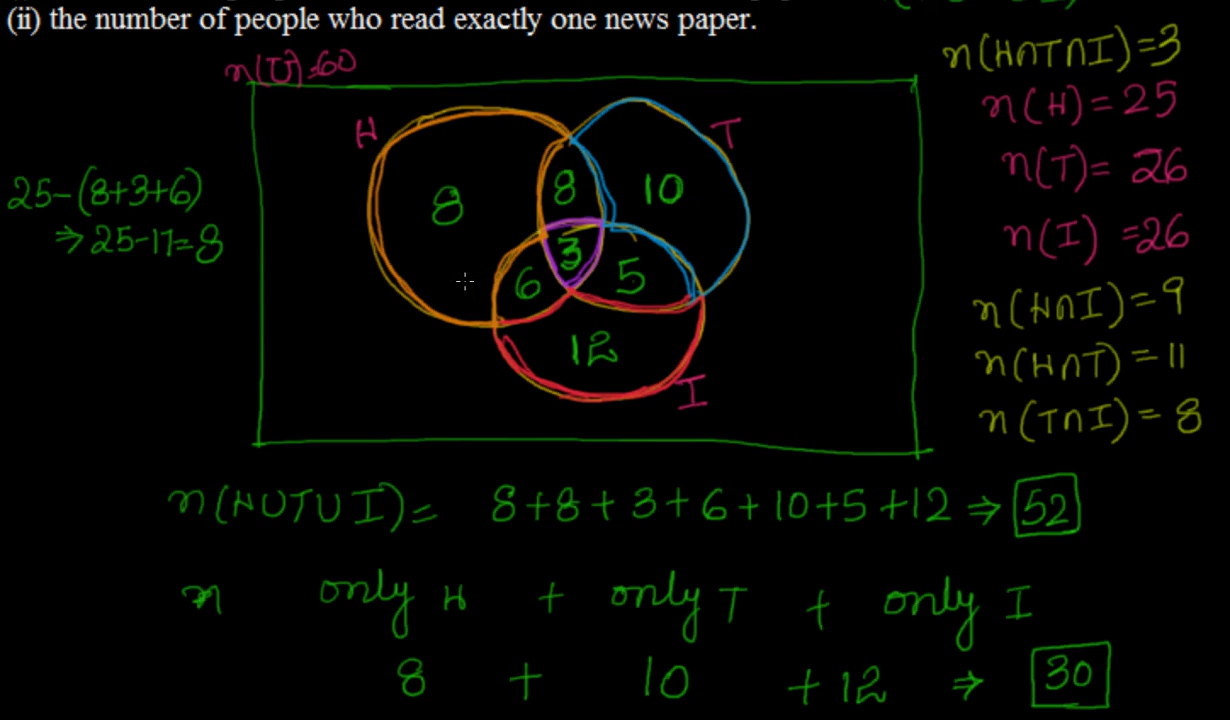 (ii) the number of people who read exactly one news paper.
n(H∩T∩I)=3
n(U)=60
n(H)=25
H
T
n(T)= 26
25-(8+3+6)
8
8
10
⇒25-17=8
n(I) =26
3
6
5
n(H∩I)=9
12
n(H∩T)=11
I
n(T∩I)= 8
n(HUTUI)= 8+8+3+6+10+5+12 ⇒ 52
n only H + only T + only I
8 + 10 +12 ⇒ 30